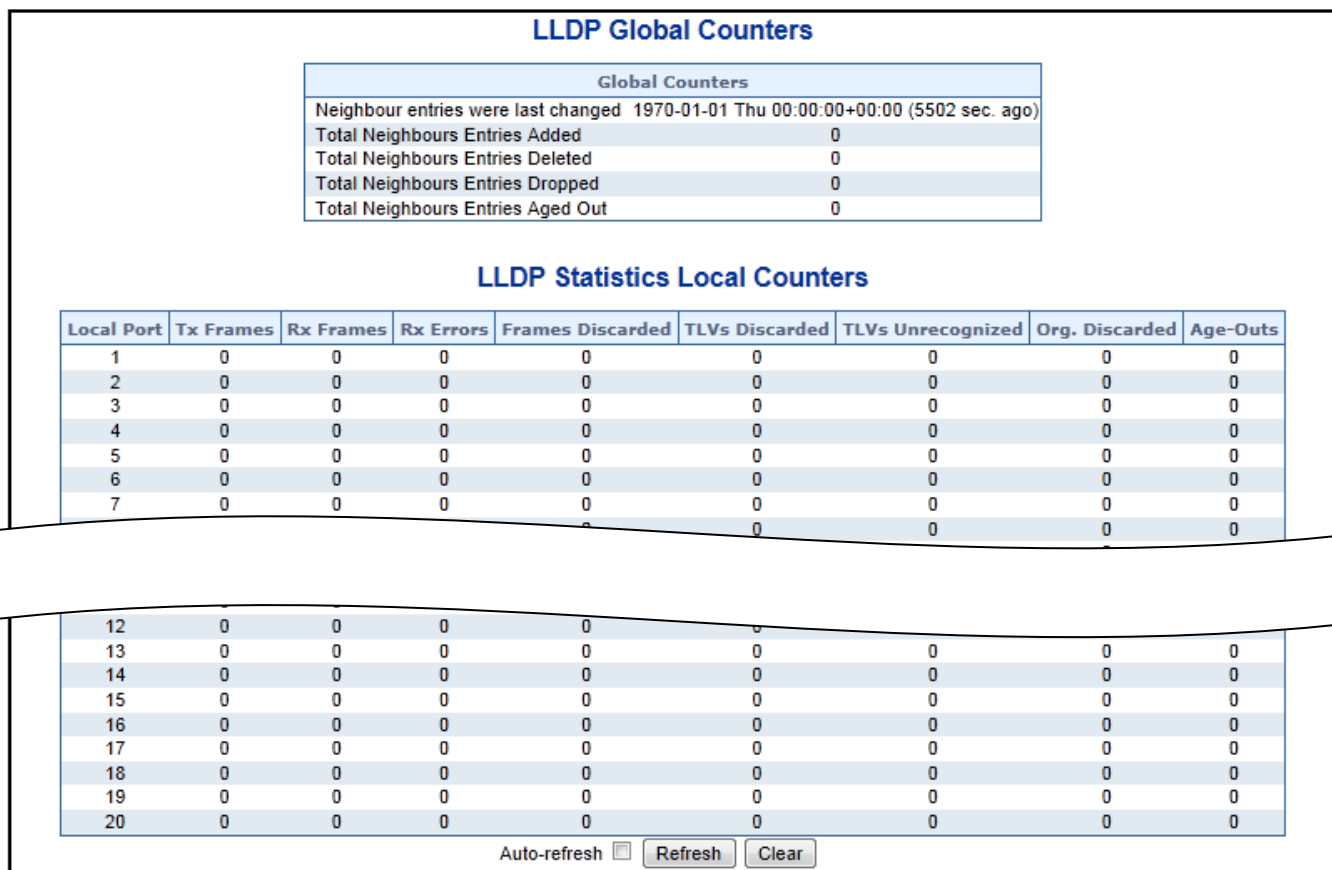 LLDP Global Counters
Global Counters
Neighbour entries were last changed 1970-01-01 Thu 00:00:00+00:00 (5502 sec. ago)
Total Neighbours Entries Added 0
Total Neighbours Entries Deleted 0
Total Neighbours Entries Dropped 0
Total Neighbours Entries Aged Out 0
LLDP Statistics Local Counters
Local Port Tx Frames Rx Frames Rx Errors Frames Discarded TLVs Discarded TLVs Unrecognized Org. Discarded Age-Outs
1 0 0 0 0 0 0 0 0
2 0 0 0 0 0 0 0 0
3 0 0 0 0 0 0 0 0
4 0 0 0 0 0 0 0 0
5 0 0 0 0 0 0 0 0
6 0 0 0 0 0 0 0 0
7 0 0 0 0 0 0 0 0
0 0 0 0
12 0 0 0 0 0
13 0 0 0 0 0 0 0 0
14 0 0 0 0 0 0 0 0
15 0 0 0 0 0 0 0 0
16 0 0 0 0 0 0 0 0
17 0 0 0 0 0 0 0 0
18 0 0 0 0 0 0 0 0
19 0 0 0 0 0 0 0 0
20 0 0 0 0 0 0 0 0
Auto-refresh Refresh Clear